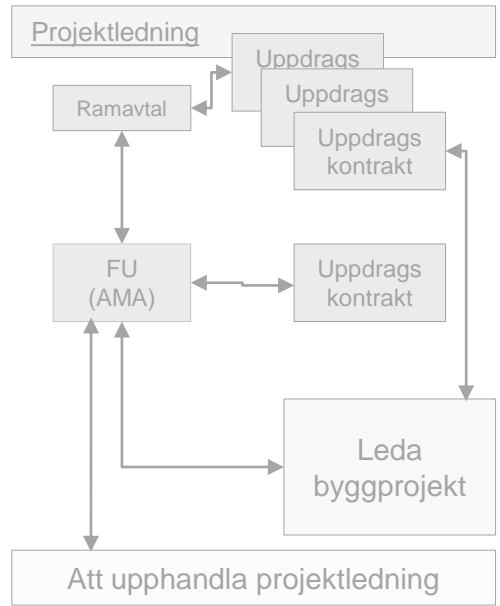 Projektledning
Uppdrags
Uppdrags
Ramavtal
Uppdrags
kontrakt
FU
(AMA)
Uppdrags
kontrakt
Leda
byggprojekt
Att upphandla projektledning